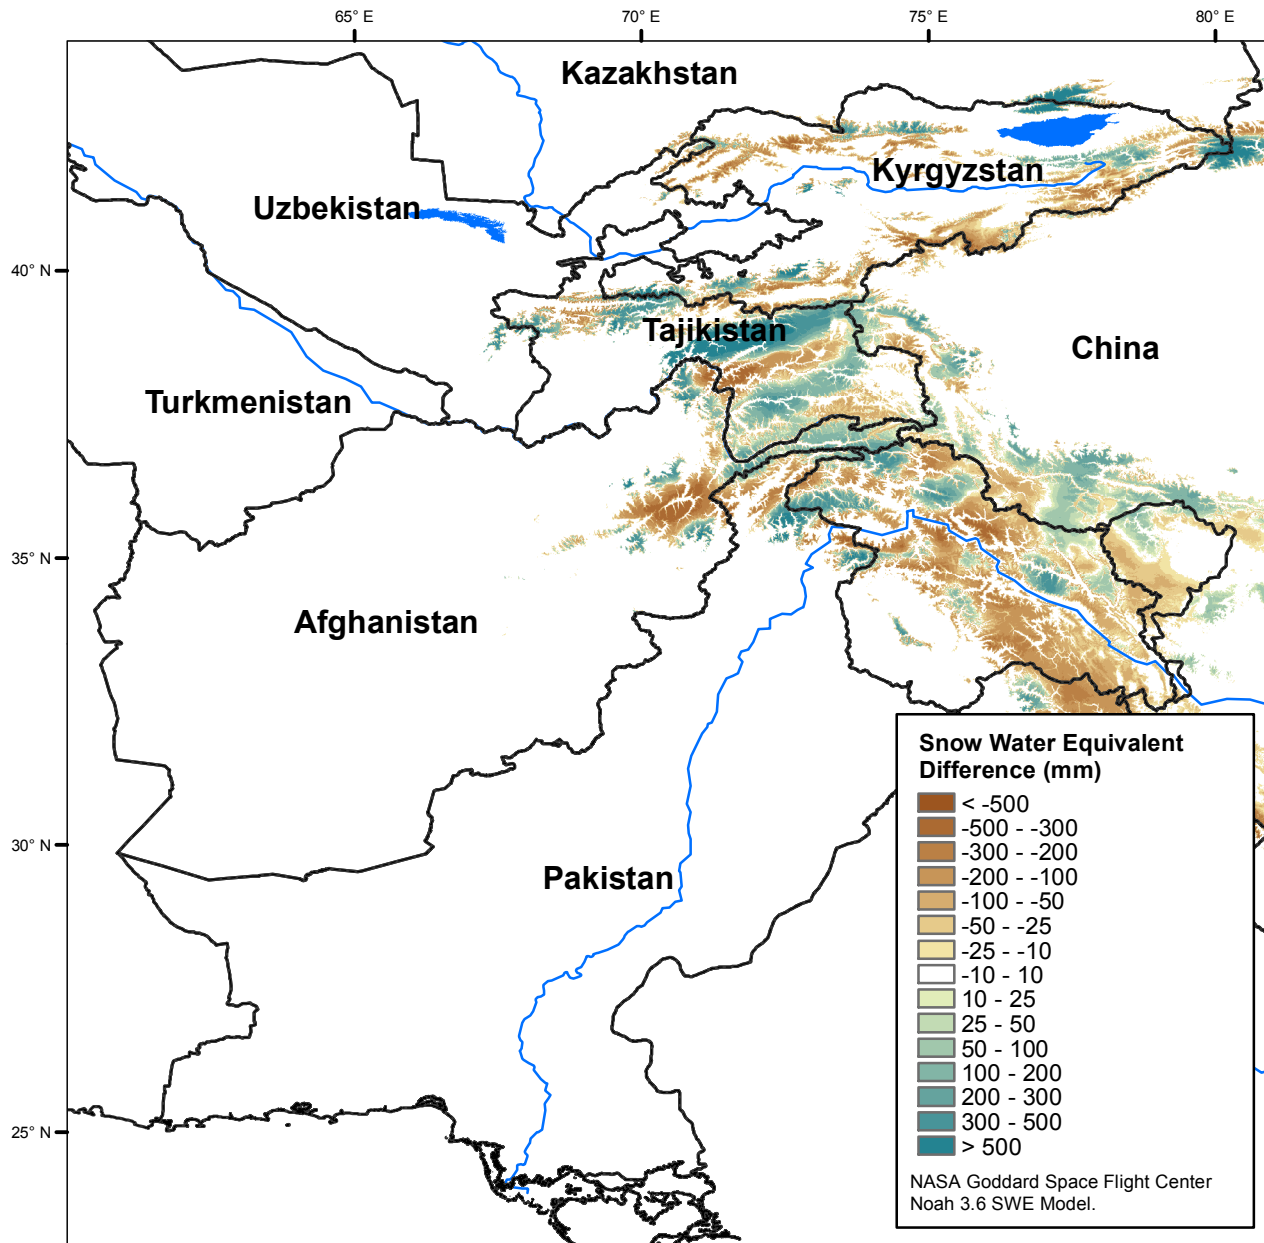 65° E
70° E
75° E
80° E
Kazakhstan
Kyrgyzstan
Uzbekistan
40° N
Tajikistan
China
Turkmenistan
35° N
Afghanistan
30° N
Pakistan
25° N
Snow Water Equivalent
Difference (mm)
< -500
-500 - -300
-300 - -200
-200 - -100
-100 - -50
-50 - -25
-25 - -10
-10 - 10
10 - 25
25 - 50
50 - 100
100 - 200
200 - 300
300 - 500
> 500
NASA Goddard Space Flight Center
Noah 3.6 SWE Model.